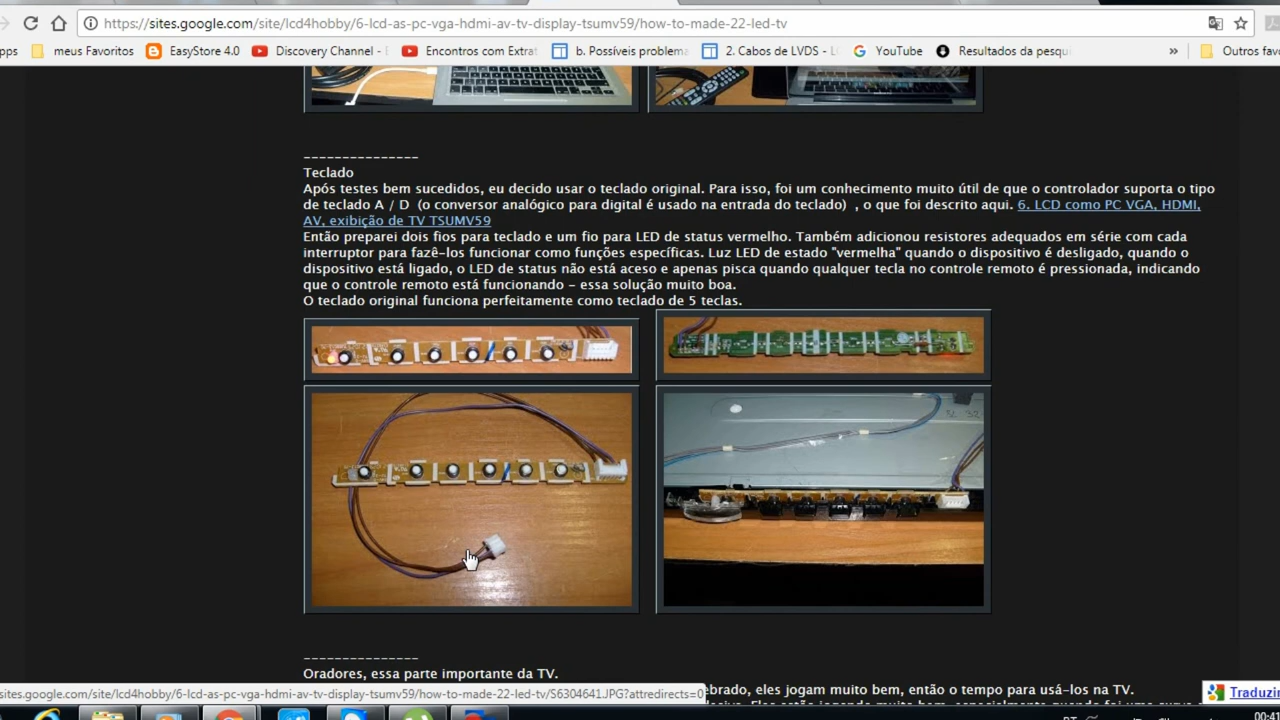 https://sites.google.com/site/lcd4hobby/6-lcd-as-pc-vga-hdmi-av-tv-display-tsumv59/how-to-made-22-led-tv
pps meus Favoritos EasyStore 4.0 Discovery Channel - Encontros com Extrat b. Possíveis problema 2. Cabos de LVDS - L YouTube Resultados da pesqui » Outros fav
---------------
Teclado
Após testes bem sucedidos, eu decido usar o teclado original. Para isso, foi um conhecimento muito útil de que o controlador suporta o tipo
de teclado A / D (o conversor analógico para digital é usado na entrada do teclado) , o que foi descrito aqui. 6. LCD como PC VGA, HDMI,
AV, exibição de TV TSUMV59
Então preparei dois fios para teclado e um fio para LED de status vermelho. Também adicionou resistores adequados em série com cada
interruptor para fazê-los funcionar como funções específicas. Luz LED de estado "vermelha" quando o dispositivo é desligado, quando o
dispositivo está ligado, o LED de status não está aceso e apenas pisca quando qualquer tecla no controle remoto é pressionada, indicando
que o controle remoto está funcionando - essa solução muito boa.
O teclado original funciona perfeitamente como teclado de 5 teclas.
---------------
Oradores, essa parte importante da TV.
ebrado, eles jogam muito bem, então o tempo para usá-los na TV.
sites.google.com/site/lcd4hobby/6-lcd-as-pc-vga-hdmi-av-tv-display-tsumv59/how-to-made-22-led-tv/S6304641.JPG?attredirects=0
Traduzir
00:41